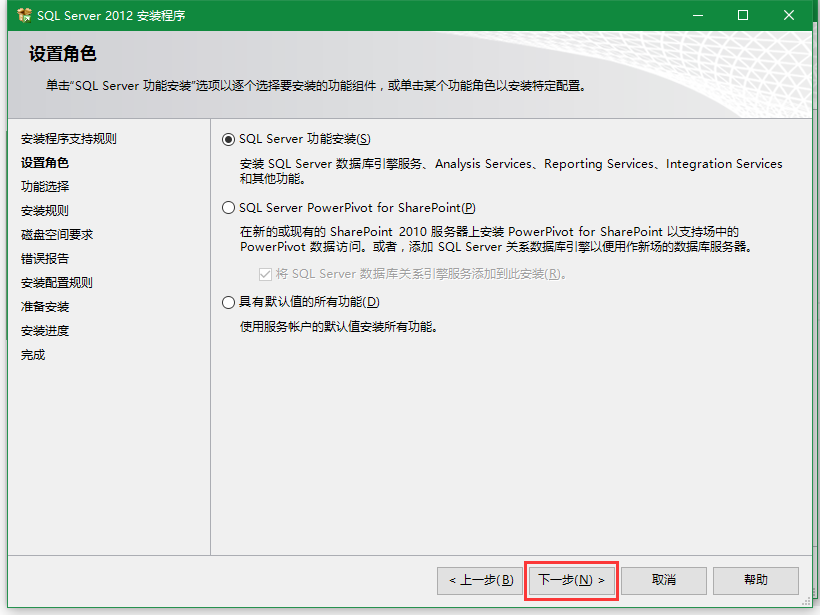 SQL Server 2012 安装程序
设置角色
单击“SQL Server 功能安装”选项以逐个选择要安装的功能组件，或单击某个功能角色以安装特定配置。
安装程序支持规则
设置角色
功能选择
安装规则
磁盘空间要求
错误报告
安装配置规则
准备安装
安装进度
完成
SQL Server 功能安装(S)
安装 SQL Server 数据库引擎服务、Analysis Services、Reporting Services、Integration Services
和其他功能。
SQL Server PowerPivot for SharePoint(P)
在新的或现有的 SharePoint 2010 服务器上安装 PowerPivot for SharePoint 以支持场中的
PowerPivot 数据访问。或者，添加 SQL Server 关系数据库引擎以便用作新场的数据库服务器。
将 SQL Server 数据库关系引擎服务添加到此安装(R)。
具有默认值的所有功能(D)
使用服务帐户的默认值安装所有功能。
< 上一步(B)
下一步(N) >
取消
帮助